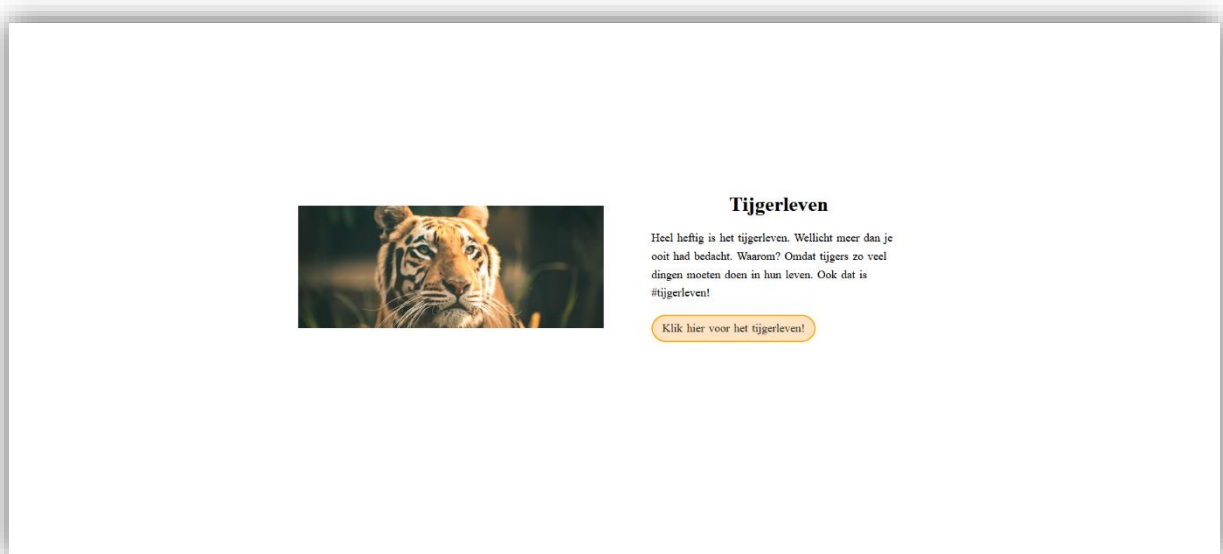 Tijgerleven
Heel heftig is het tijgerleven. Wellicht meer dan je
ooit had bedacht. Waarom? Omdat tijgers zo veel
dingen moeten doen in hun leven. Ook dat is
#tijgerleven!
Klik hier voor het tijgerleven!